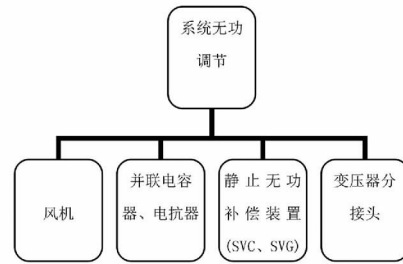 系统无功
调节
风机
并联电容
器、电抗器
静止无功
补偿装置
(SVC、SVG)
变压器分
接头